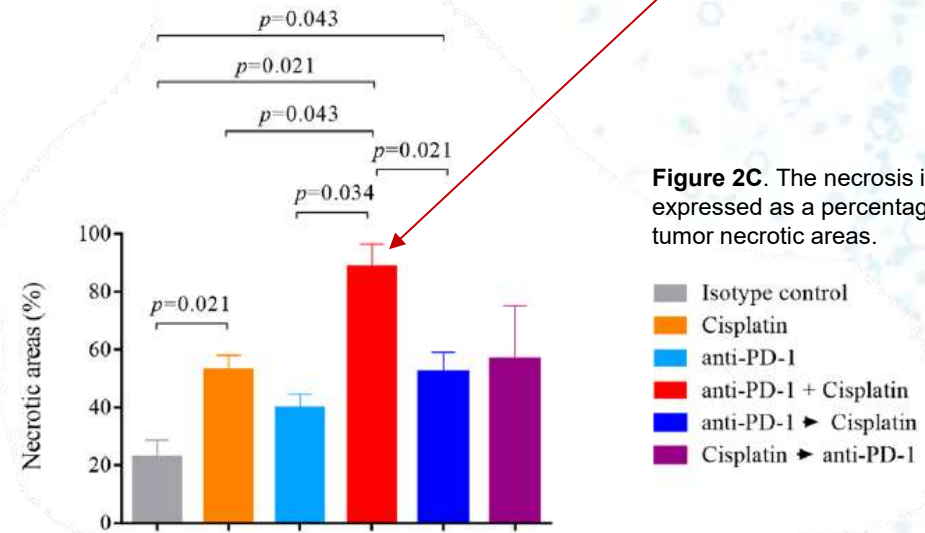 p=0.043
p=0.021
p=0.043
p=0.021
p=0.034
p=0.021
Necrotic areas (%)
100
80
60
40
20
0
Figure 2C. The necrosis i
expressed as a percentag
tumor necrotic areas.
Isotype control
Cisplatin
anti-PD-1
anti-PD-1 + Cisplatin
anti-PD-1 ► Cisplatin
Cisplatin ► anti-PD-1